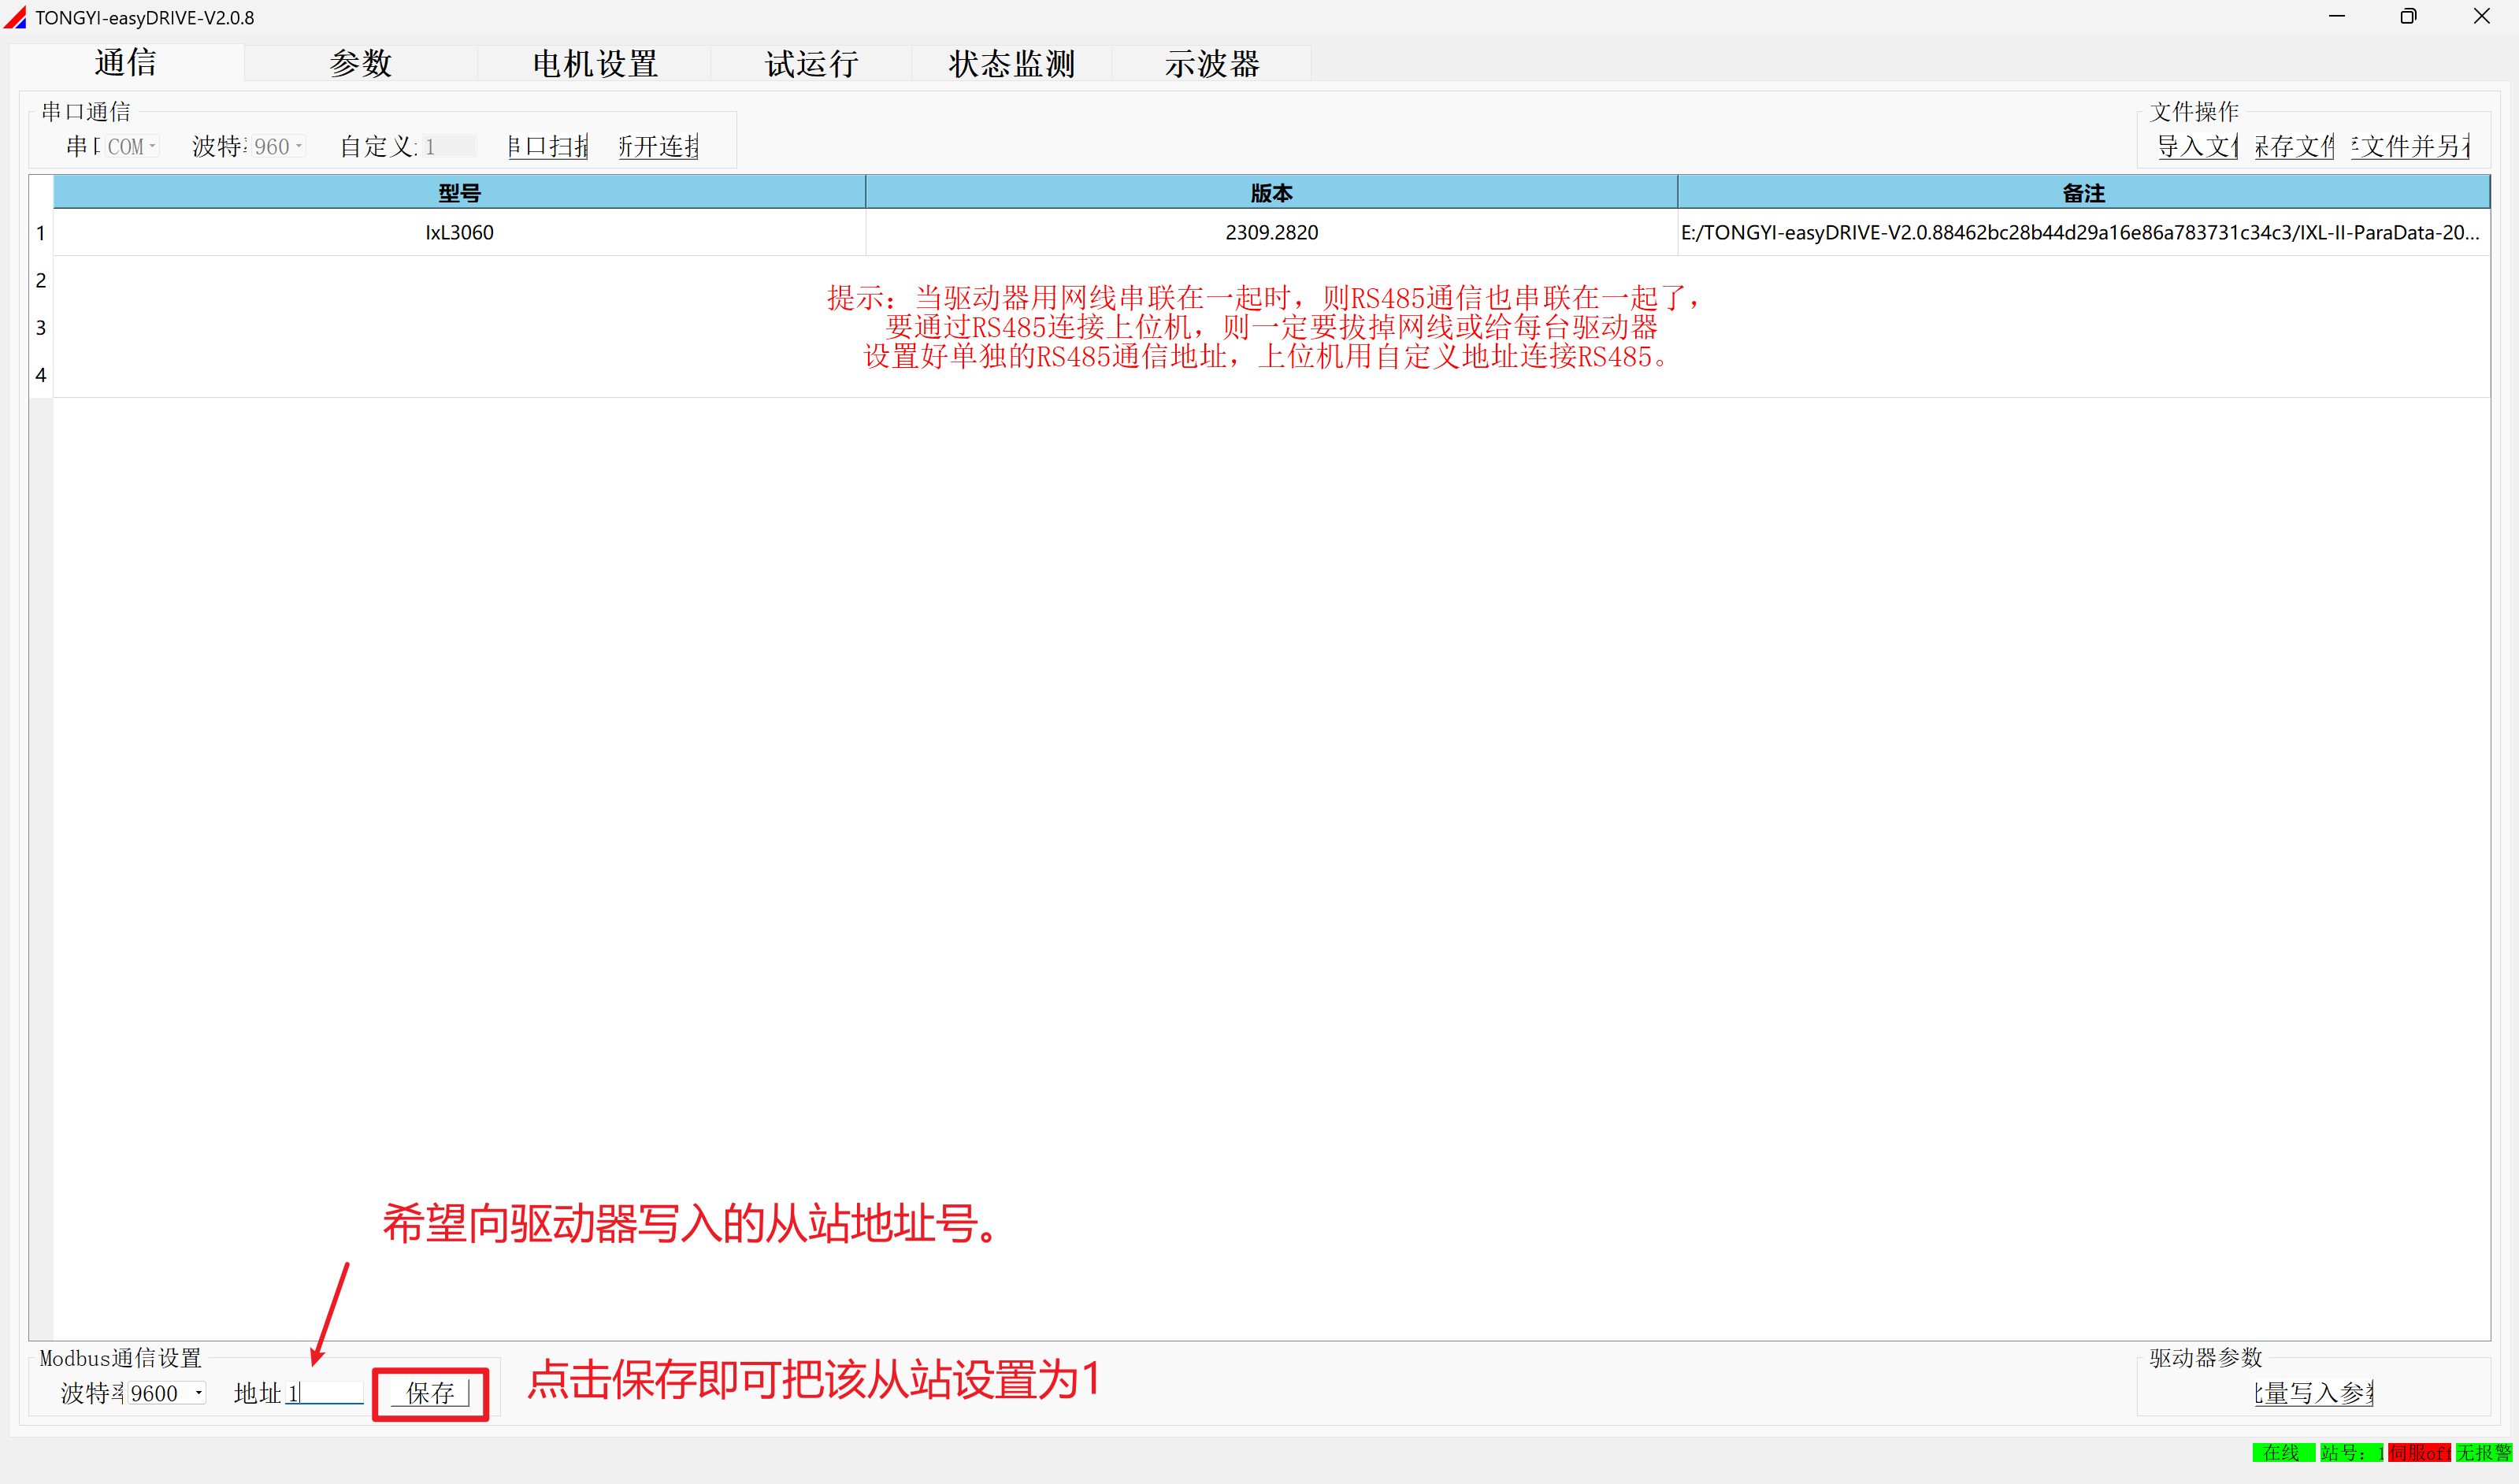 TONGYI-easyDRIVE-V2.0.8
通信 参数 电机设置 试运行 状态监测 示波器
串口通信 文件操作
串 COM 波特 960 自定义: 1 口扫 开连 导入文 存文 文件并另
型号 版本 备注
1 IxL3060 2309.2820 E:/TONGYI-easyDRIVE-V2.0.88462bc28b44d29a16e86a783731c34c3/IXL-II-ParaData-20...
2
3
4
提示：当驱动器用网线串联在一起时，则RS485通信也串联在一起了，
要通过RS485连接上位机，则一定要拔掉网线或给每台驱动器
设置好单独的RS485通信地址，上位机用自定义地址连接RS485。
希望向驱动器写入的从站地址号。
Modbus通信设置 驱动器参数
波特率 9600 地址 1 保存 点击保存即可把该从站设置为1 量写入参
在线 站号: 1 伺服off 无报警